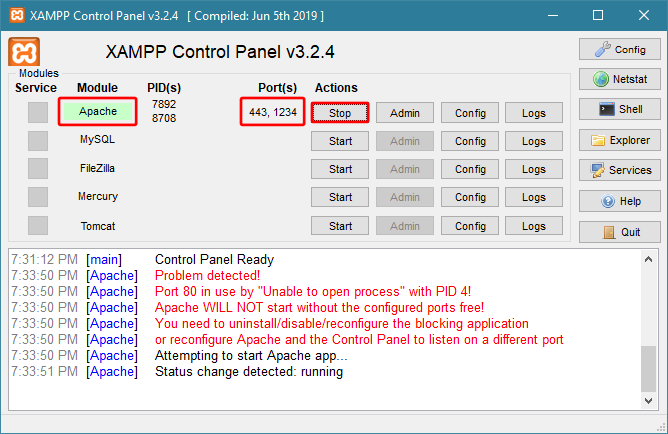 XAMPP Control Panel v3.2.4 [ Compiled: Jun 5th 2019 ]
XAMPP Control Panel v3.2.4
Config
Modules
Service Module PID(s) Port(s) Actions
Netstat
Apache 7892 8708 443, 1234 Stop Admin Config Logs
Shell
MySQL Start Admin Config Logs
Explorer
FileZilla Start Admin Config Logs
Services
Mercury Start Admin Config Logs
Help
Tomcat Start Admin Config Logs
Quit
7:31:12 PM [main] Control Panel Ready
7:33:50 PM [Apache] Problem detected!
7:33:50 PM [Apache] Port 80 in use by "Unable to open process" with PID 4!
7:33:50 PM [Apache] Apache WILL NOT start without the configured ports free!
7:33:50 PM [Apache] You need to uninstall/disable/reconfigure the blocking application
7:33:50 PM [Apache] or reconfigure Apache and the Control Panel to listen on a different port
7:33:50 PM [Apache] Attempting to start Apache app...
7:33:51 PM [Apache] Status change detected: running